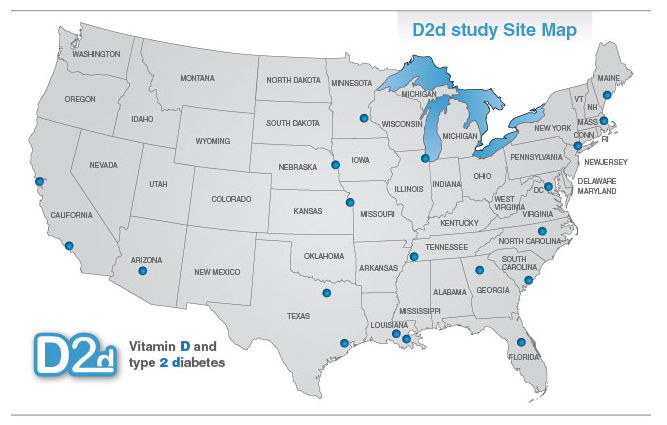 D2d study Site Map
WASHINGTON
MAINE
MONTANA
NORTH DAKOTA
MINNESOTA
OREGON
MICHIGAN
VT
NH
IDAHO
SOUTH DAKOTA
WISCONSIN
MICHIGAN
NEW YORK
MASS
CONN
RI
WYOMING
NEVADA
NEBRASKA
IOWA
PENNSYLVANIA
NEWJERSEY
UTAH
COLORADO
ILLINOIS
INDIANA
OHIO
DC
DELAWARE
MARYLAND
CALIFORNIA
KANSAS
MISSOURI
WEST
VIRGINIA
VIRGINIA
KENTUCKY
ARIZONA
NEW MEXICO
OKLAHOMA
ARKANSAS
TENNESSEE
NORTH CAROLINA
SOUTH
CAROLINA
TEXAS
LOUISIANA
MISSISSIPPI
ALABAMA
GEORGIA
FLORIDA
D2d
Vitamin D and
type 2 diabetes